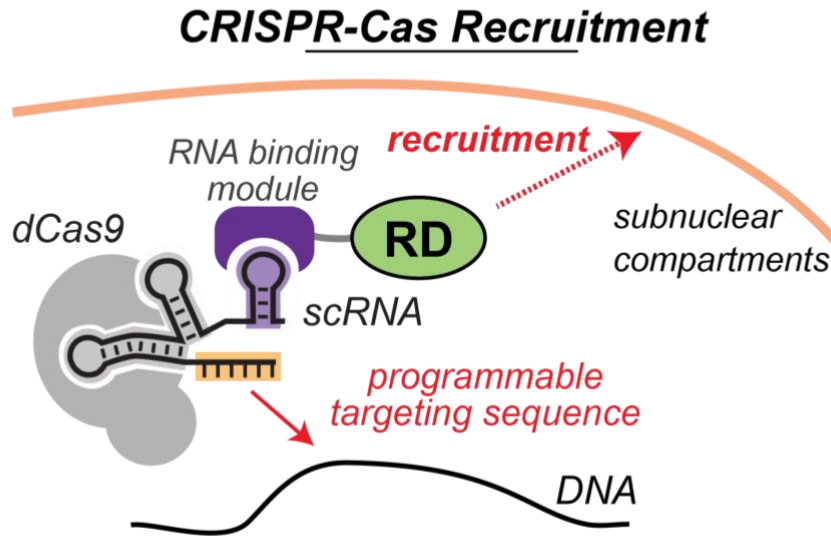 CRISPR-Cas Recruitment
recruitment
RNA binding
module
dCas9
RD
subnuclear
compartments
scRNA
programmable
targeting sequence
DNA